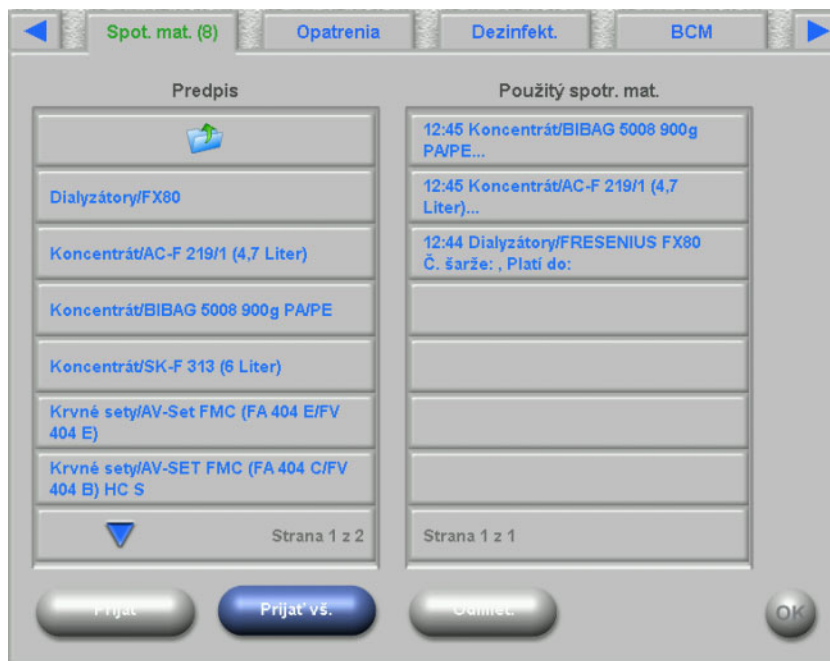 Spot. mat. (8)
Opatrenia
Dezinfekt.
BCM
Predpis
Dialyzátory/FX80
Koncentrát/AC-F 219/1 (4,7 Liter)
Koncentrát/BIBAG 5008 900g PA/PE
Koncentrát/SK-F 313 (6 Liter)
Krvné sety/AV-Set FMC (FA 404 E/FV
404 E)
Krvné sety/AV-SET FMC (FA 404 C/FV
404 B) HC S
Strana 1 z 2
Použitý spotr. mat.
12:45 Koncentrát/BIBAG 5008 900g
PA/PE...
12:45 Koncentrát/AC-F 219/1 (4,7
Liter)...
12:44 Dialyzátory/FRESENIUS FX80
Č. šarže: , Platí do:
Strana 1 z 1
Prijať
Prijať vš.
OK